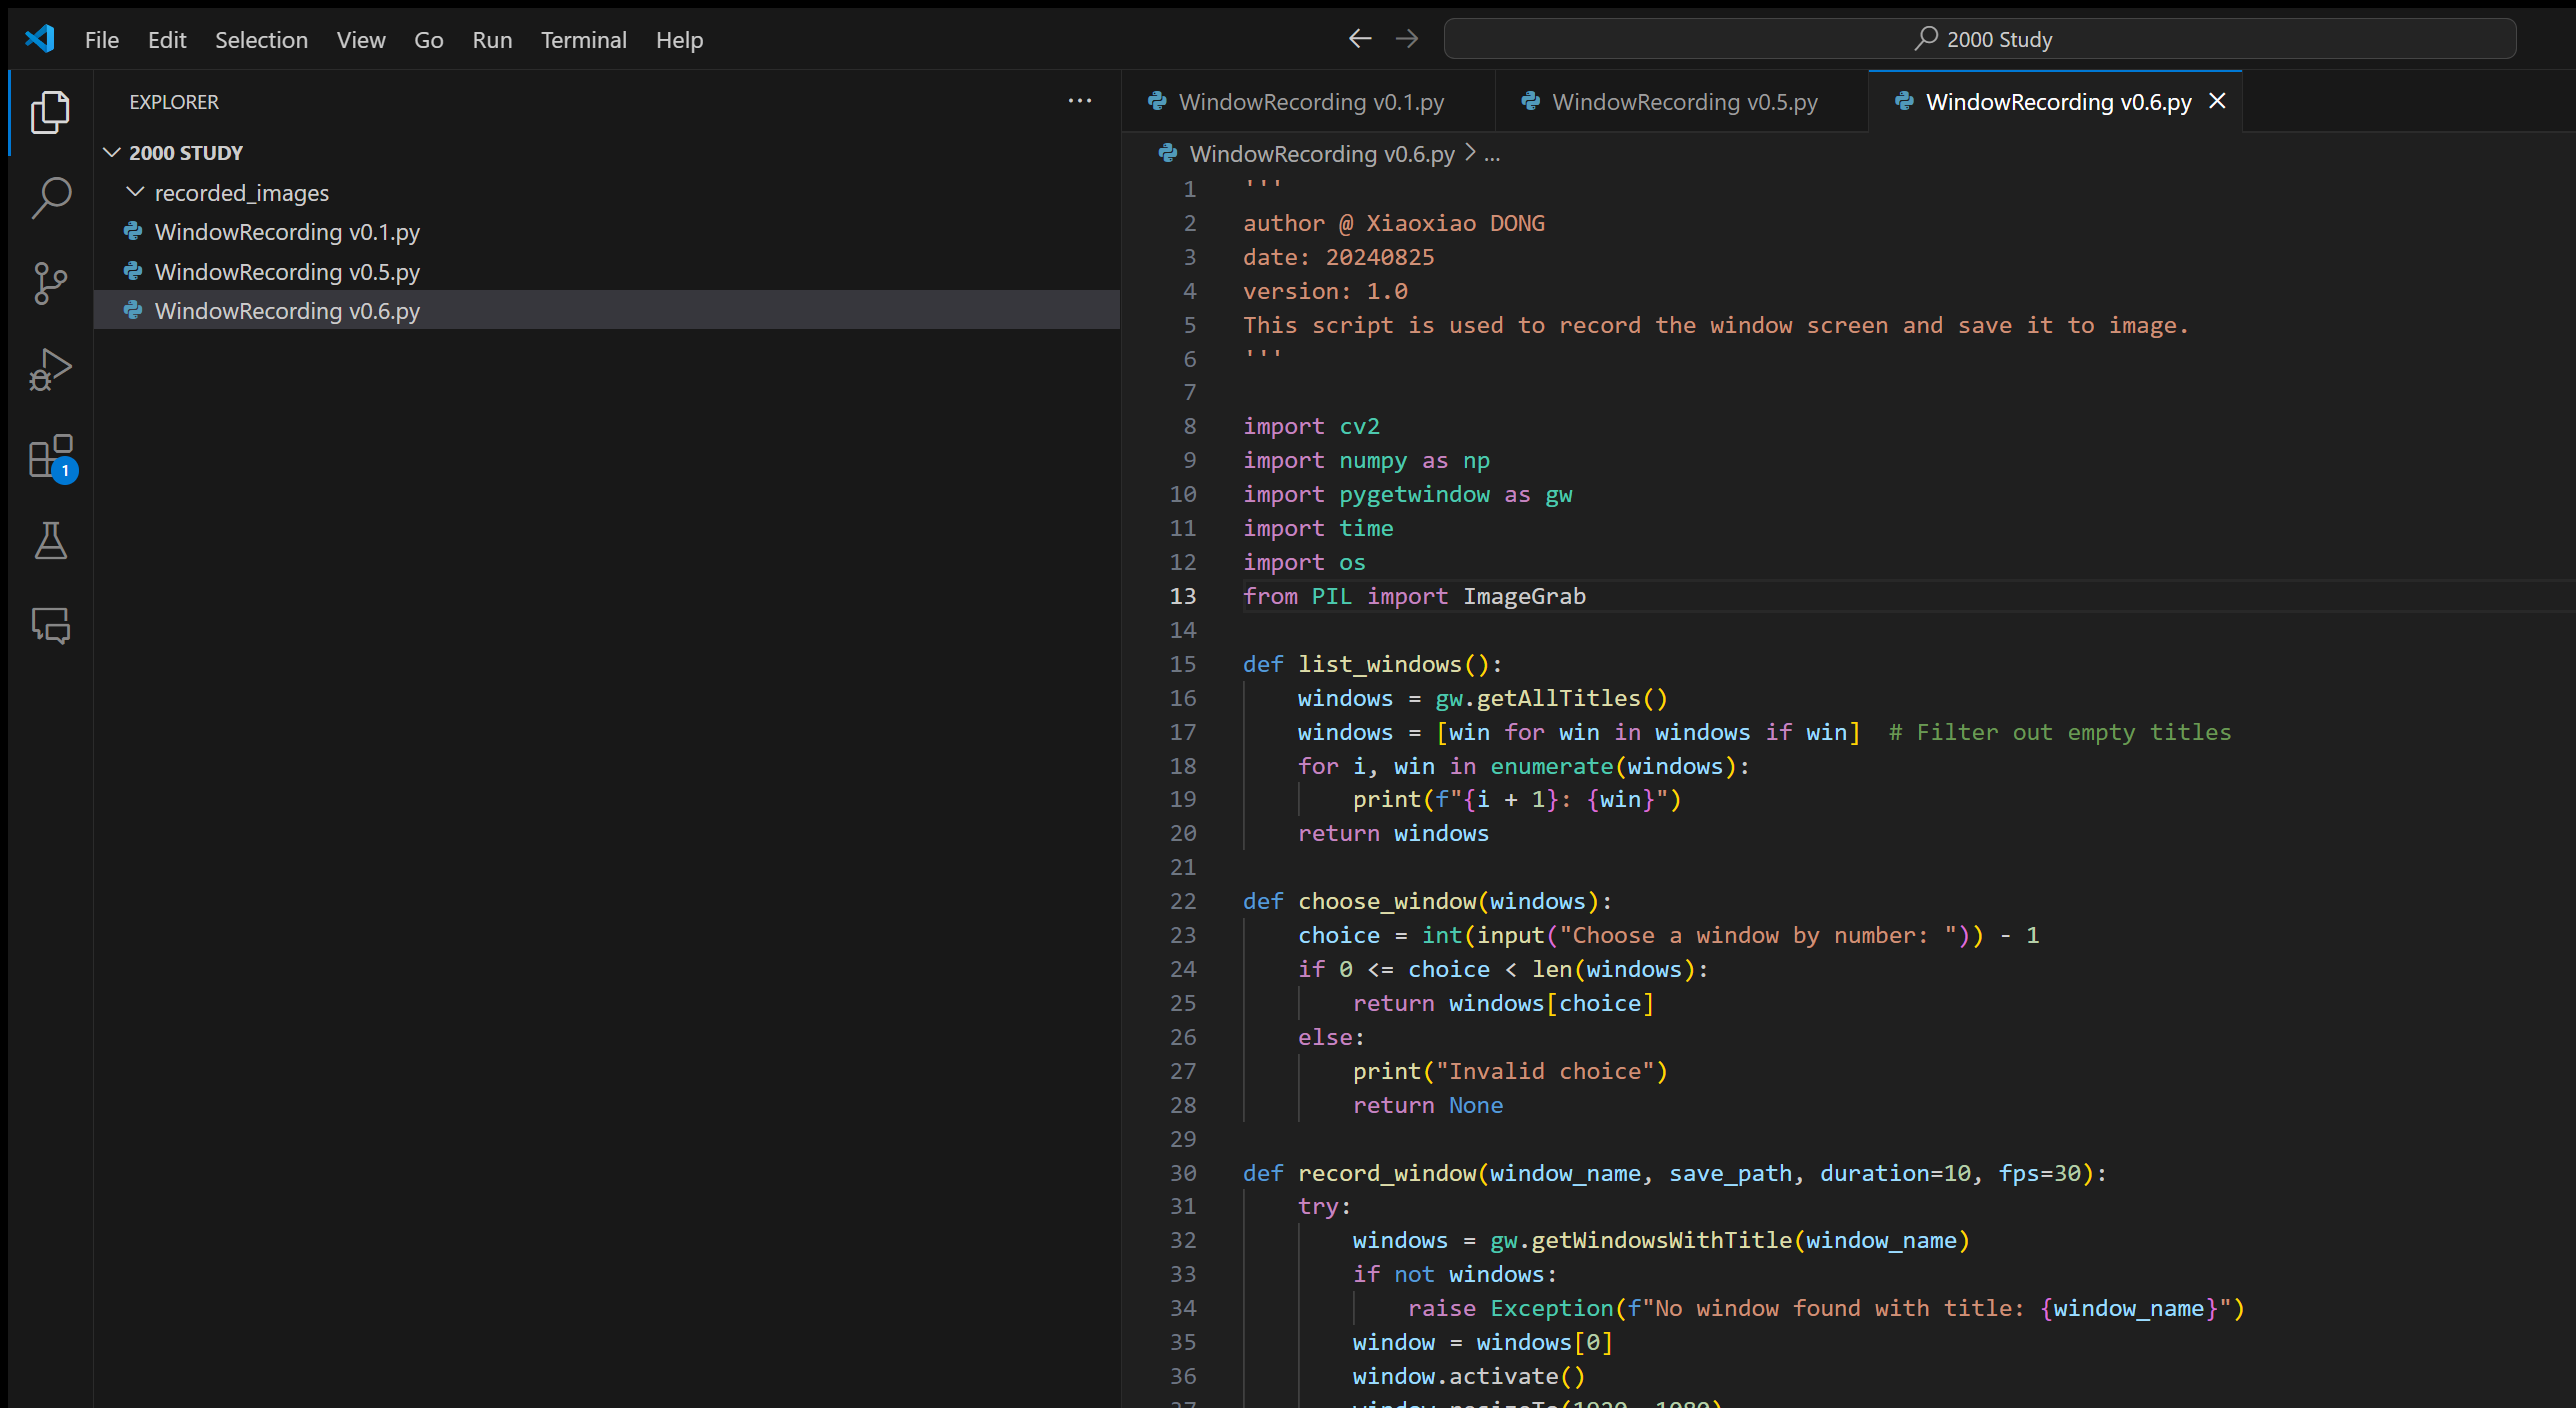 File Edit Selection View Go Run Terminal Help
2000 Study
EXPLORER
2000 STUDY
recorded_images
WindowRecording v0.1.py
WindowRecording v0.5.py
WindowRecording v0.6.py
1
WindowRecording v0.1.py WindowRecording v0.5.py WindowRecording v0.6.py
WindowRecording v0.6.py > ...
1 '''
2 author @ Xiaoxiao DONG
3 date: 20240825
4 version: 1.0
5 This script is used to record the window screen and save it to image.
6 '''
7
8 import cv2
9 import numpy as np
10 import pygetwindow as gw
11 import time
12 import os
13 from PIL import ImageGrab
14
15 def list_windows():
16     windows = gw.getAllTitles()
17     windows = [win for win in windows if win]  # Filter out empty titles
18     for i, win in enumerate(windows):
19         print(f"{i + 1}: {win}")
20     return windows
21
22 def choose_window(windows):
23     choice = int(input("Choose a window by number: ")) - 1
24     if 0 <= choice < len(windows):
25         return windows[choice]
26     else:
27         print("Invalid choice")
28         return None
29
30 def record_window(window_name, save_path, duration=10, fps=30):
31     try:
32         windows = gw.getWindowsWithTitle(window_name)
33         if not windows:
34             raise Exception(f"No window found with title: {window_name}")
35         window = windows[0]
36         window.activate()
37         window.resizeTo(1920, 1080)